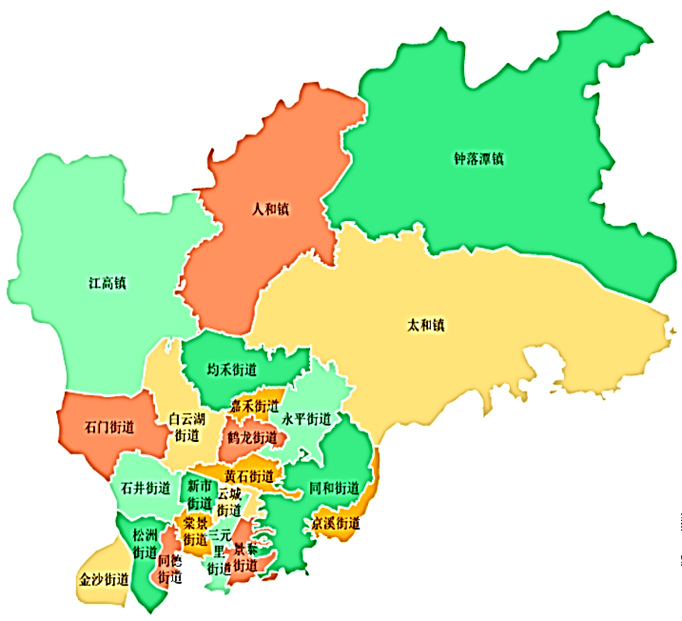 钟落潭镇
人和镇
江高镇
太和镇
均禾街道
嘉禾街道
永平街道
石门街道
白云湖
街道
鹤龙街道
黄石街道
石井街道
新市
街道
云城
街道
同和街道
京溪街道
棠景
街道
松洲
街道
三元
里
街道
景泰
街道
同德
街道
金沙街道